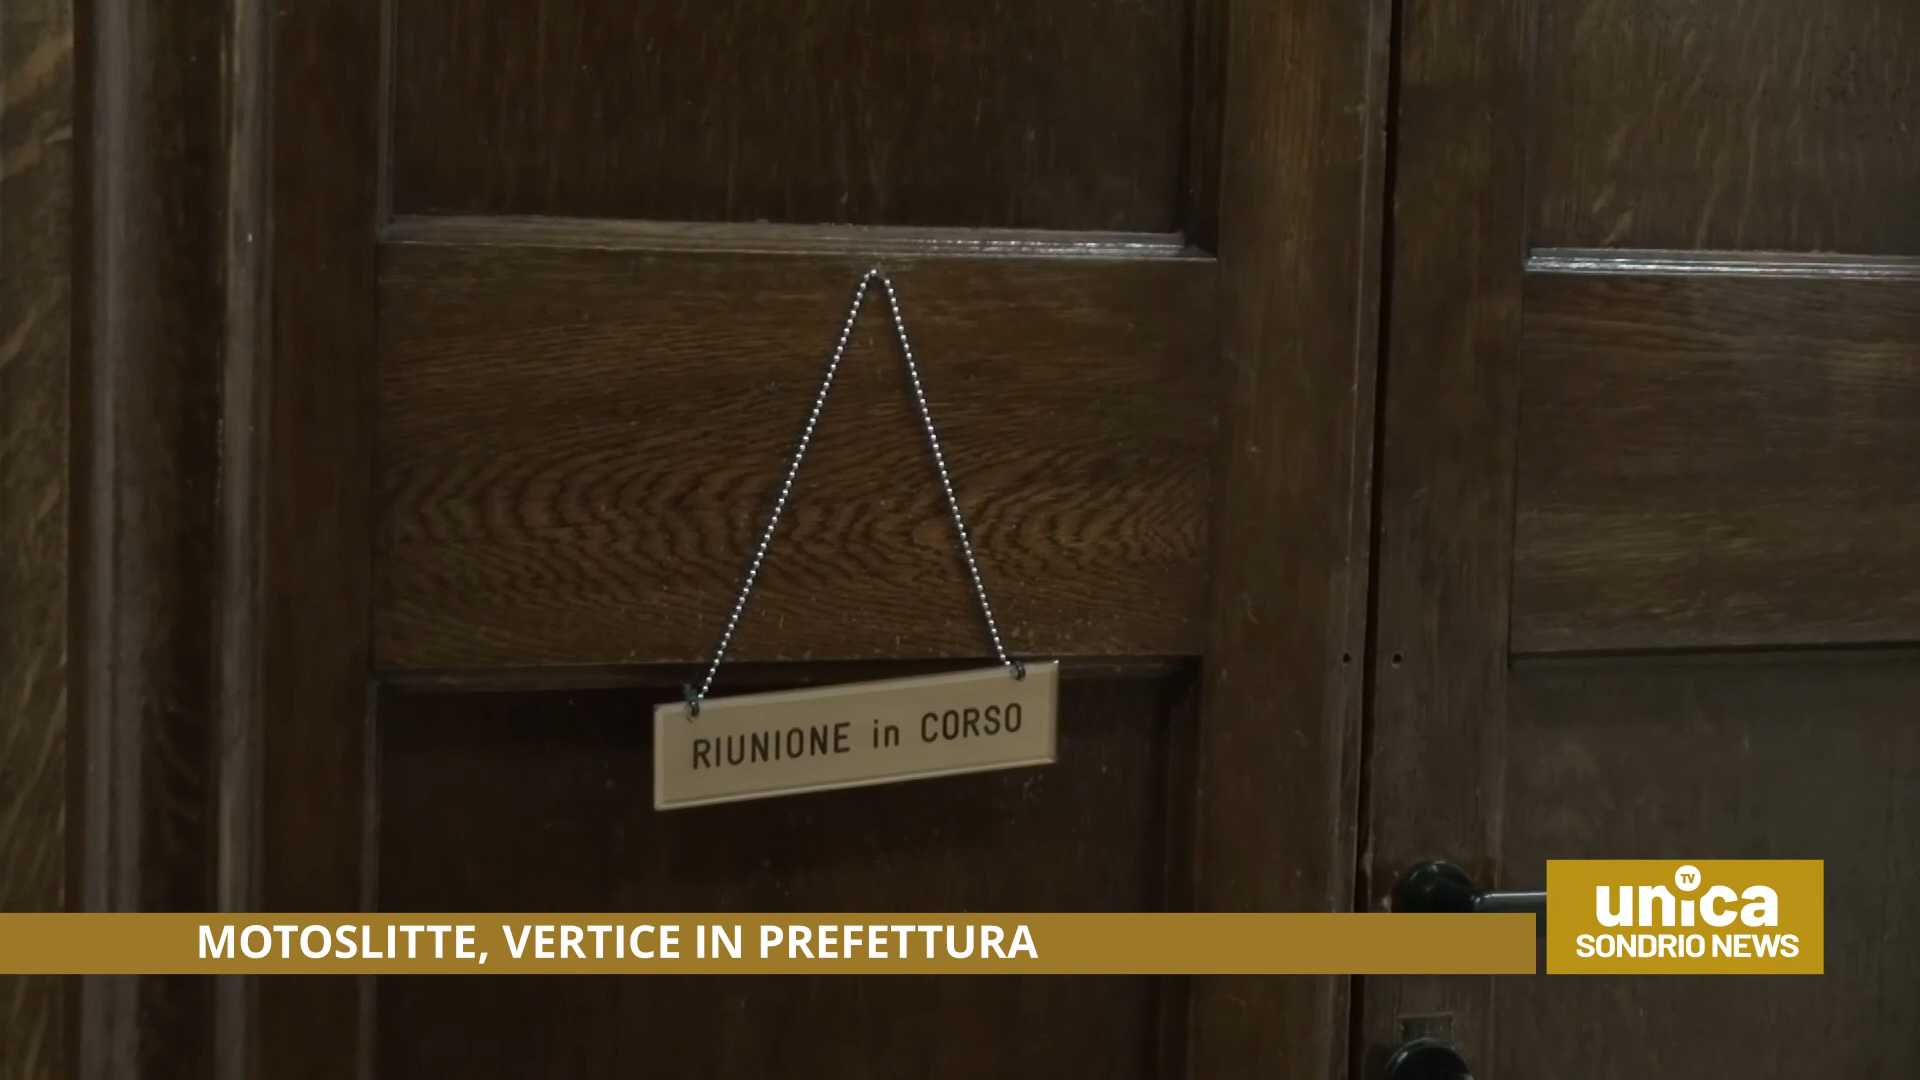 RIUNIONE in CORSO
MOTOSLITTE, VERTICE IN PREFETTURA
TV
unica
SONDRIO NEWS